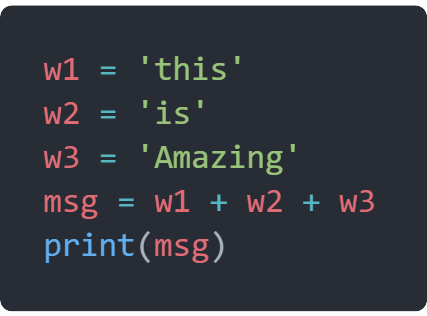 w1 = 'this'
w2 = 'is'
w3 = 'Amazing'
msg = w1 + w2 + w3
print(msg)